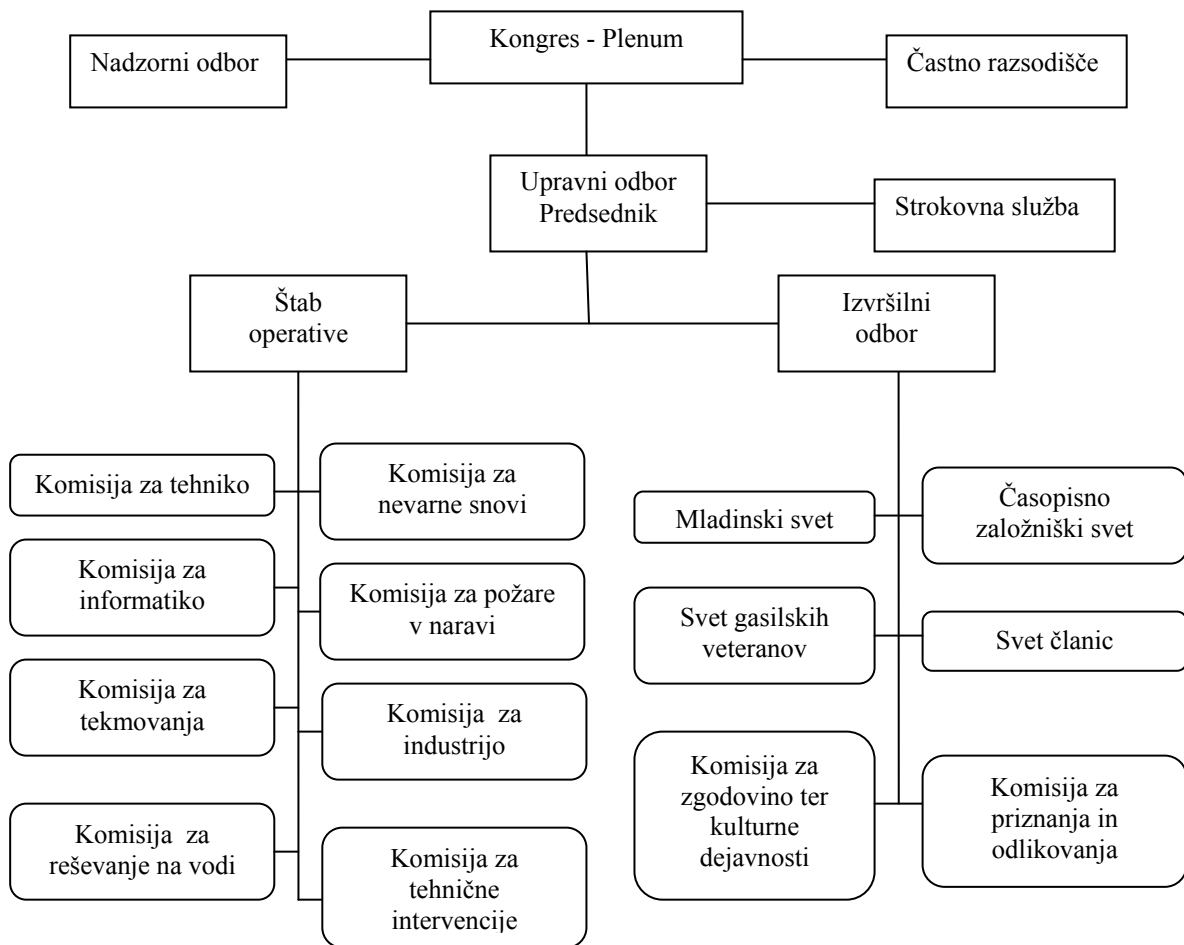 Kongres - Plenum
Nadzorni odbor
Častno razsodišče
Upravni odbor
Predsednik
Strokovna služba
Štab
operative
Izvršilni
odbor
Komisija za tehniko
Komisija za
nevarne snovi
Komisija za
informatiko
Komisija za požare
v naravi
Komisija za
tekmovanja
Komisija  za
industrijo
Komisija  za
reševanje na vodi
Komisija za
tehnične
intervencije
Mladinski svet
Časopisno
založniški svet
Svet gasilskih
veteranov
Svet članic
Komisija za
zgodovino ter
kulturne
dejavnosti
Komisija za
priznanja in
odlikovanja